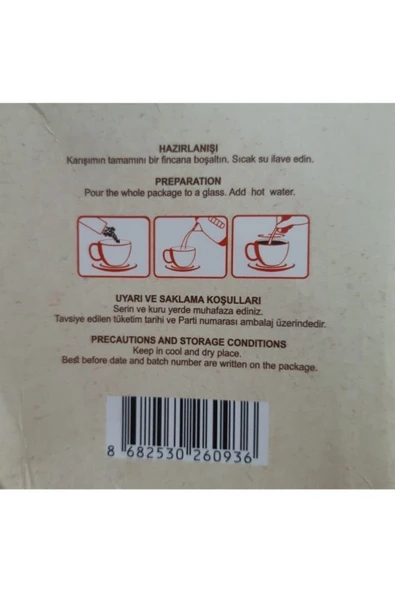 HAZIRLANIŞI
Karışımın tamamını bir fincana boşaltın. Sıcak su ilave edin.
PREPARATION
Pour the whole package to a glass. Add hot water.
UYARI VE SAKLAMA KOŞULLARI
Serin ve kuru yerde muhafaza ediniz.
Tavsiye edilen tüketim tarihi ve Parti numarası ambalaj üzerindedir.
PRECAUTIONS AND STORAGE CONDITIONS
Keep in cool and dry place.
Best before date and batch number are written on the package.
8 682530 260936